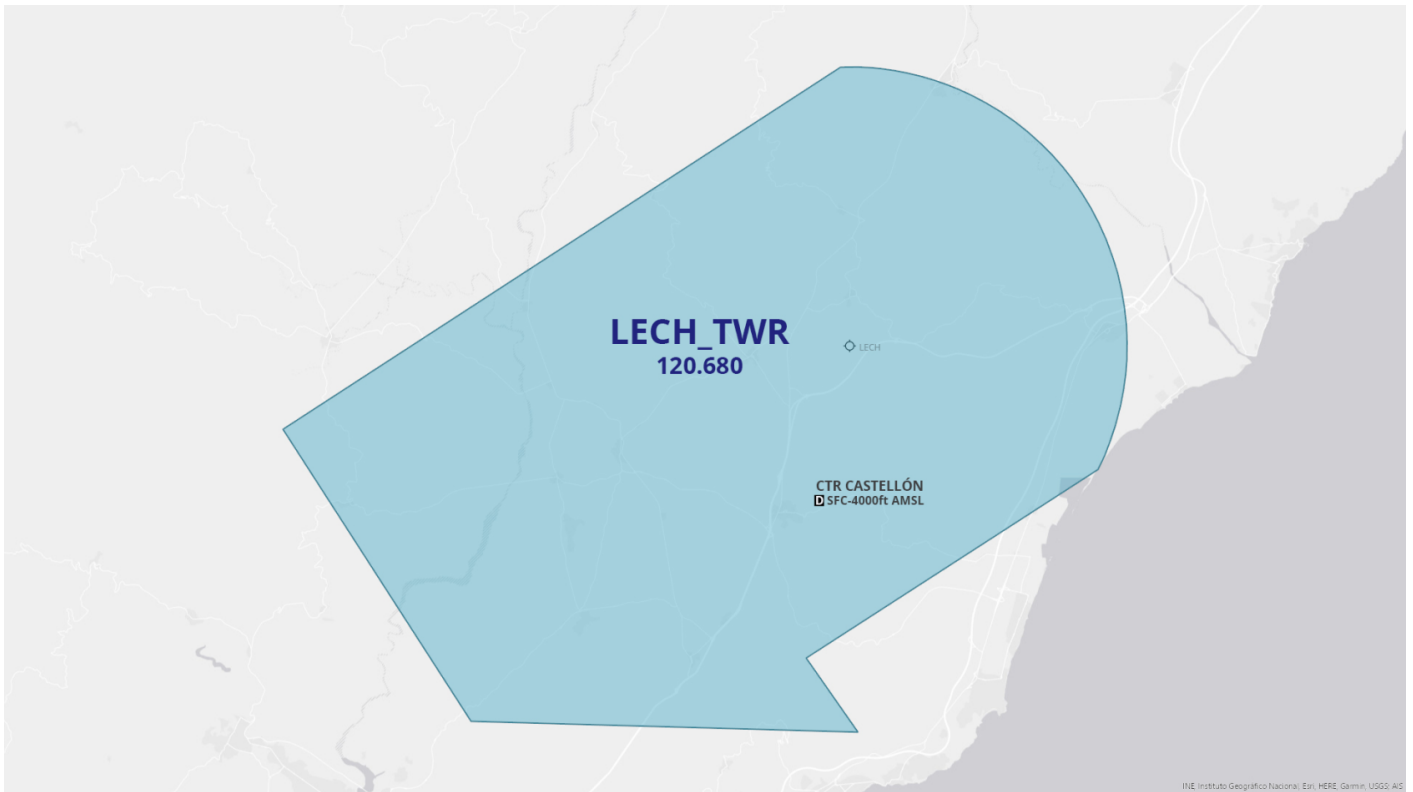 LECH_TWR
120.680
LECH
CTR CASTELLÓN
D SFC-4000ft AMSL
INE, Instituto Geográfico Nacional, Esri, HERE, Garmin, USGS; AIS